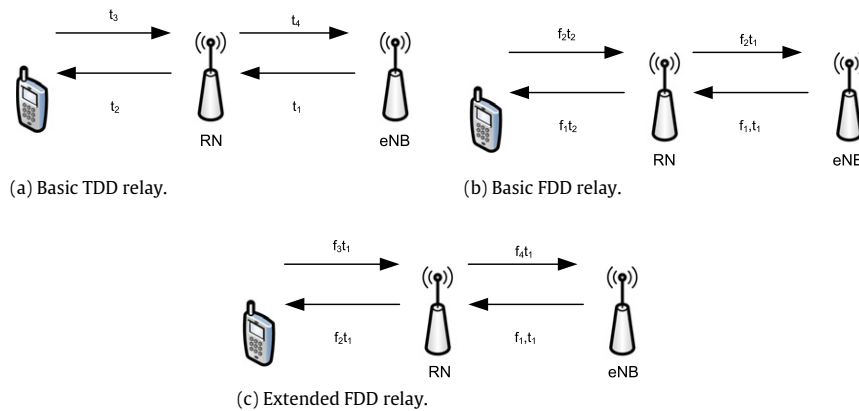 t3
t4
t2
t1
RN
eNB
(a) Basic TDD relay.
f2t2
f2t1
f1t2
f1,t1
RN
eNB
(b) Basic FDD relay.
f3t1
f4t1
f2t1
f1,t1
RN
eNB
(c) Extended FDD relay.